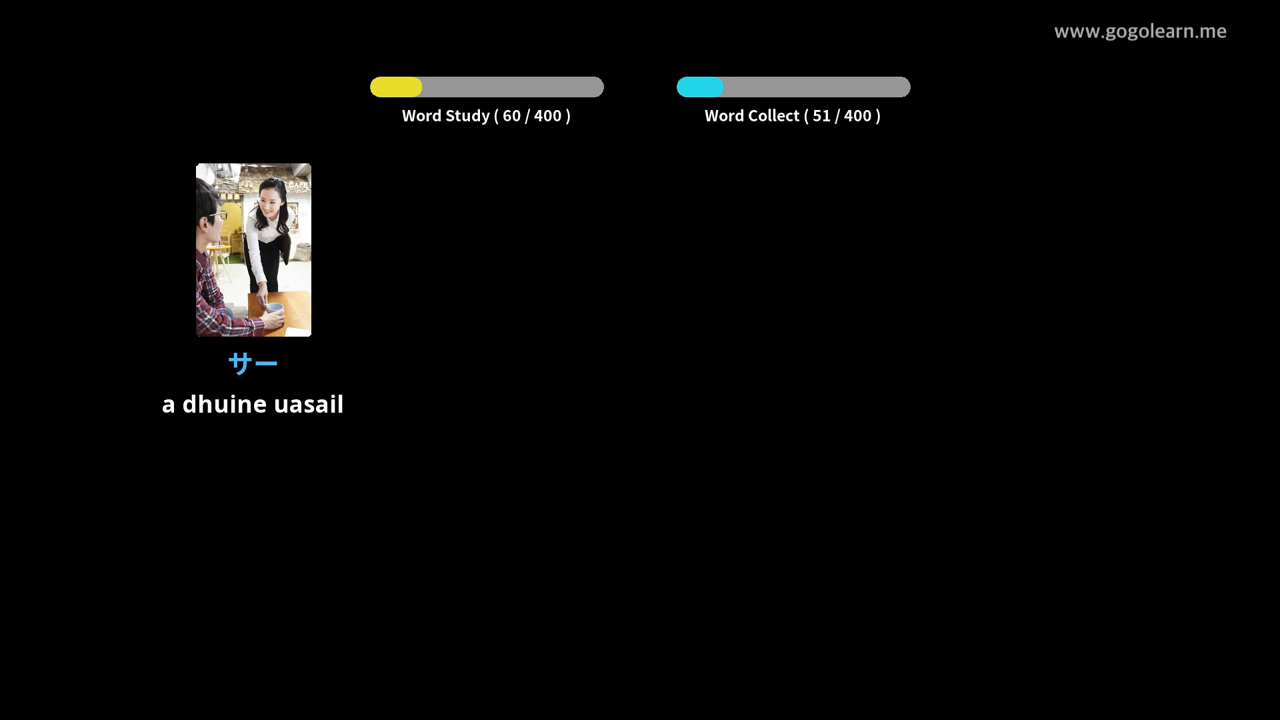 www.gogolearn.me
Word Study ( 60 / 400 )
Word Collect ( 51 / 400 )
サー
a dhuine uasail